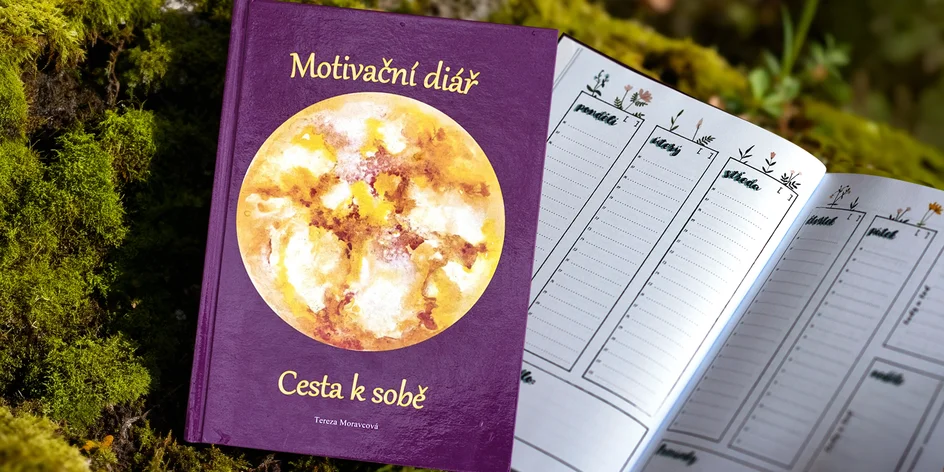 Motivační diář
Cesta k sobě
Tereza Moravcová
pondělí
úterý
středa
čtvrtek
pátek
neděle